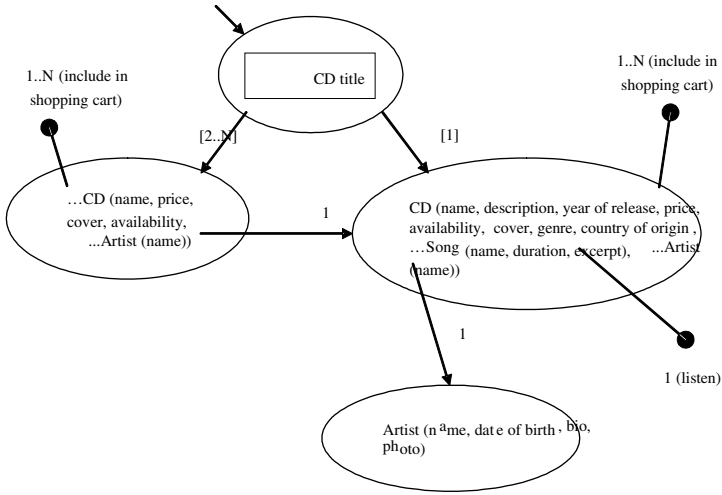 CD title
1..N (include in
shopping cart)
1..N (include in
shopping cart)
[2..N]
[1]
…CD (name, price,
cover, availability,
...Artist (name))
1
CD (name, description, year of release, price,
availability, cover, genre, country of origin ,
…Song (name, duration, excerpt), ...Artist
(name))
1
1 (listen)
Artist (name, date of birth , bio,
photo)